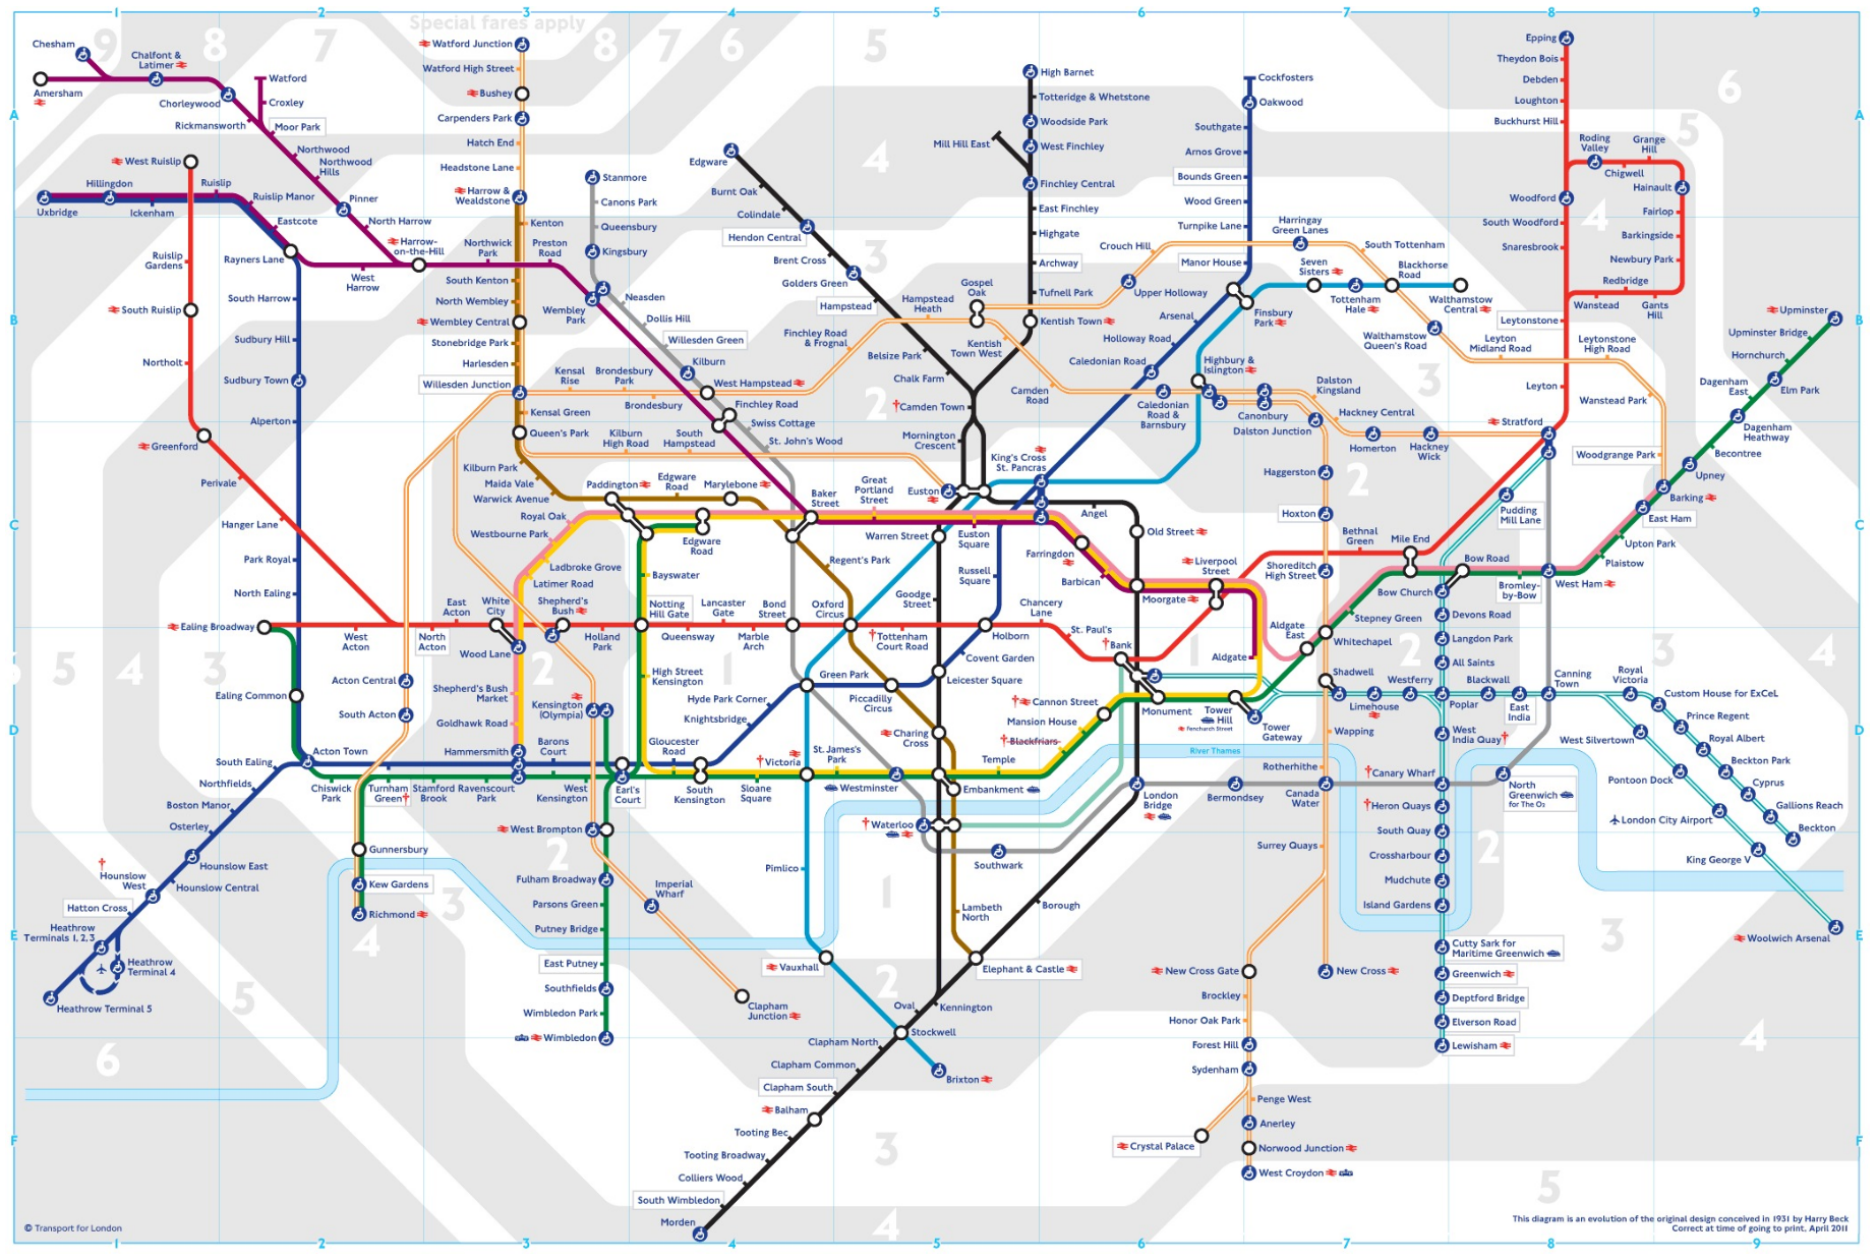 1
2
3
4
5
6
7
8
9
Special fares apply
9
8
7
8
7
6
5
6
5
4
4
3
3
2
2
A
B
C
D
E
F
Chesham
Chalfont &
Latimer
Amersham
Chorleywood
Rickmansworth
Watford
Croxley
Moor Park
Northwood
Northwood
Hills
Pinner
North Harrow
Harrow-
on-the-Hill
West Ruislip
Hillingdon
Ruislip
Uxbridge
Ickenham
Ruislip Manor
Eastcote
Rayners Lane
West
Harrow
Ruislip
Gardens
South Ruislip
Northolt
Greenford
Perivale
Hanger Lane
South Harrow
Sudbury Hill
Sudbury Town
Alperton
Park Royal
North Ealing
Ealing Broadway
West
Acton
North
Acton
East
Acton
White
City
Wood Lane
Shepherd's
Bush
Holland
Park
Notting
Hill Gate
Queensway
Lancaster
Gate
Marble
Arch
Bond
Street
Oxford
Circus
Tottenham
Court Road
Holborn
Chancery
Lane
St. Paul's
Bank
Watford Junction
Watford High Street
Bushey
Carpenders Park
Hatch End
Headstone Lane
Harrow &
Wealdstone
Kenton
Northwick
Park
Preston
Road
South Kenton
North Wembley
Wembley Central
Stonebridge Park
Harlesden
Willesden Junction
Kensal Green
Queen's Park
Kilburn Park
Maida Vale
Warwick Avenue
Kensal
Rise
Brondesbury
Park
Brondesbury
Kilburn
High Road
South
Hampstead
Stanmore
Canons Park
Queensbury
Kingsbury
Wembley
Park
Neasden
Dollis Hill
Willesden Green
Kilburn
West Hampstead
Finchley Road
Swiss Cottage
St. John's Wood
Edgware
Burnt Oak
Colindale
Hendon Central
Brent Cross
Golders Green
Hampstead
Belsize Park
Chalk Farm
Camden Town
Mornington
Crescent
Finchley Road
& Frognal
Hampstead
Heath
Gospel
Oak
Kentish
Town West
Camden
Road
Mill Hill East
High Barnet
Totteridge & Whetstone
Woodside Park
West Finchley
Finchley Central
East Finchley
Highgate
Archway
Tufnell Park
Kentish Town
Cockfosters
Oakwood
Southgate
Arnos Grove
Bounds Green
Wood Green
Turnpike Lane
Manor House
Crouch Hill
Upper Holloway
Harringay
Green Lanes
South Tottenham
Seven
Sisters
Blackhorse
Road
Tottenham
Hale
Walthamstow
Central
Walthamstow
Queen's Road
Finsbury
Park
Arsenal
Holloway Road
Caledonian Road
Highbury &
Islington
Caledonian
Road &
Barnsbury
Canonbury
Dalston
Kingsland
Dalston Junction
Hackney Central
Homerton
Hackney
Wick
Haggerston
Hoxton
Shoreditch
High Street
Epping
Theydon Bois
Debden
Loughton
Buckhurst Hill
Roding
Valley
Grange
Hill
Chigwell
Hainault
Woodford
Fairlop
South Woodford
Barkingside
Snaresbrook
Newbury Park
Redbridge
Wanstead
Gants
Hill
Leytonstone
Leyton
Midland Road
Leytonstone
High Road
Leyton
Wanstead Park
Stratford
Woodgrange Park
Upminster
Upminster Bridge
Hornchurch
Elm Park
Dagenham
East
Dagenham
Heathway
Becontree
Upney
Barking
East Ham
Upton Park
Plaistow
West Ham
Bromley-
by-Bow
Bow Road
Mile End
Bethnal
Green
Pudding
Mill Lane
Bow Church
Devons Road
Langdon Park
All Saints
Stepney Green
Whitechapel
Aldgate
East
Aldgate
Paddington
Edgware
Road
Marylebone
Baker
Street
Great
Portland
Street
Euston
King's Cross
St. Pancras
Angel
Old Street
Euston
Square
Warren Street
Farringdon
Barbican
Moorgate
Liverpool
Street
Royal Oak
Westbourne Park
Ladbroke Grove
Latimer Road
Edgware
Road
Bayswater
Regent's Park
Russell
Square
Goodge
Street
High Street
Kensington
Shepherd's Bush
Market
Goldhawk Road
Hammersmith
Kensington
(Olympia)
Barons
Court
Gloucester
Road
Hyde Park Corner
Knightsbridge
Green Park
Piccadilly
Circus
Covent Garden
Leicester Square
Charing
Cross
Cannon Street
Mansion House
Blackfriars
Monument
Tower
Hill
Fenchurch Street
Tower
Gateway
Victoria
St. James's
Park
Westminster
Temple
Embankment
Sloane
Square
South
Kensington
Earl's
Court
West
Kensington
Ravenscourt
Park
Stamford
Brook
Turnham
Green
Chiswick
Park
Acton Town
Ealing Common
South Ealing
Northfields
Boston Manor
Osterley
Hounslow East
Hounslow Central
Hounslow
West
Hatton Cross
Heathrow
Terminals 1, 2, 3
Heathrow
Terminal 4
Heathrow Terminal 5
Acton Central
South Acton
Gunnersbury
Kew Gardens
Richmond
West Brompton
Fulham Broadway
Parsons Green
Putney Bridge
East Putney
Southfields
Wimbledon Park
Wimbledon
Imperial
Wharf
Clapham
Junction
Pimlico
Vauxhall
Waterloo
Southwark
Lambeth
North
Elephant & Castle
Borough
London
Bridge
Bermondsey
Canada
Water
River Thames
Kennington
Oval
Stockwell
Brixton
Clapham North
Clapham Common
Clapham South
Balham
Tooting Bec
Tooting Broadway
Colliers Wood
South Wimbledon
Morden
Shadwell
Wapping
Rotherhithe
Surrey Quays
New Cross Gate
New Cross
Brockley
Honor Oak Park
Forest Hill
Sydenham
Penge West
Anerley
Crystal Palace
Norwood Junction
West Croydon
Limehouse
Westferry
Poplar
Blackwall
East
India
Canning
Town
Royal
Victoria
Custom House for ExCeL
Prince Regent
Royal Albert
Beckton Park
Cyprus
Gallions Reach
Beckton
West Silvertown
Pontoon Dock
London City Airport
King George V
Woolwich Arsenal
West
India Quay
Canary Wharf
Heron Quays
South Quay
Crossharbour
Mudchute
Island Gardens
Cutty Sark for
Maritime Greenwich
Greenwich
Deptford Bridge
Elverson Road
Lewisham
North
Greenwich
for The O2
© Transport for London
This diagram is an evolution of the original design conceived in 1931 by Harry Beck
Correct at time of going to print, April 2011